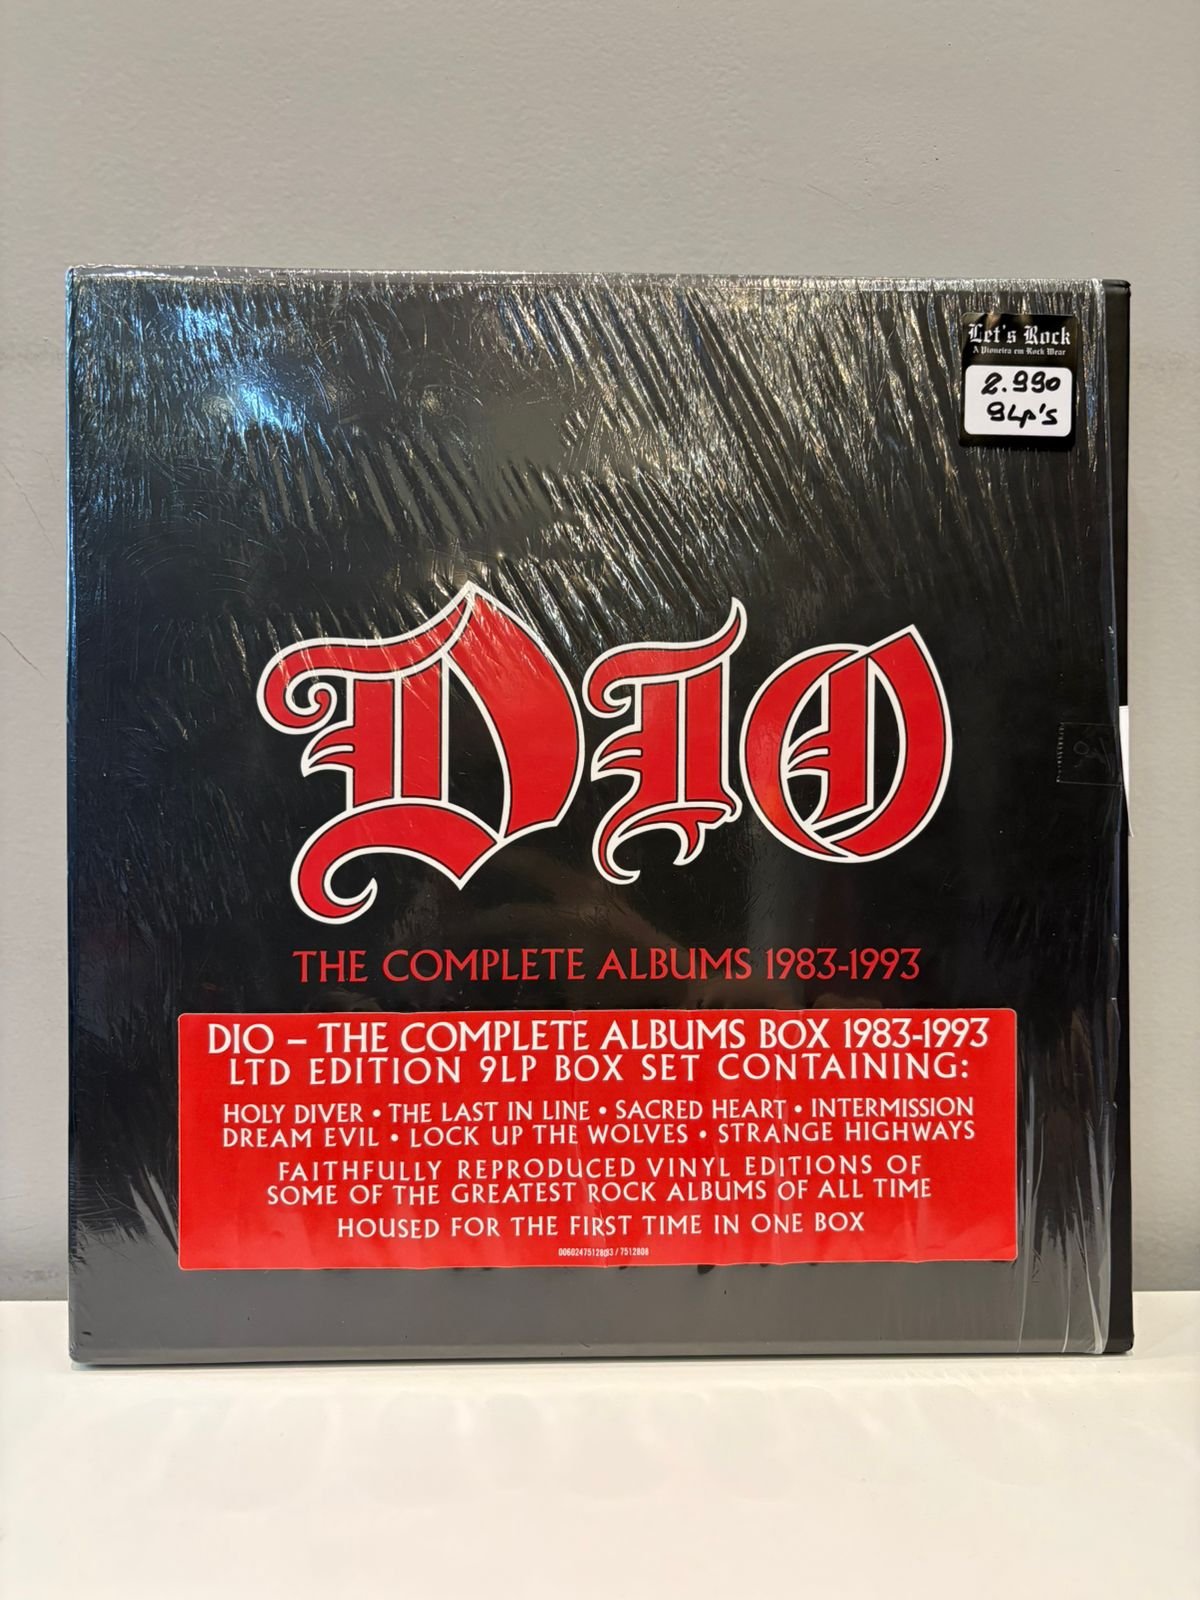 Let's Rock
A Pioneira em Rock Wear
2.990
9Lp's
DIO
THE COMPLETE ALBUMS 1983-1993
DIO – THE COMPLETE ALBUMS BOX 1983-1993
LTD EDITION 9LP BOX SET CONTAINING:
HOLY DIVER • THE LAST IN LINE • SACRED HEART • INTERMISSION
DREAM EVIL • LOCK UP THE WOLVES • STRANGE HIGHWAYS
FAITHFULLY REPRODUCED VINYL EDITIONS OF
SOME OF THE GREATEST ROCK ALBUMS OF ALL TIME
HOUSED FOR THE FIRST TIME IN ONE BOX